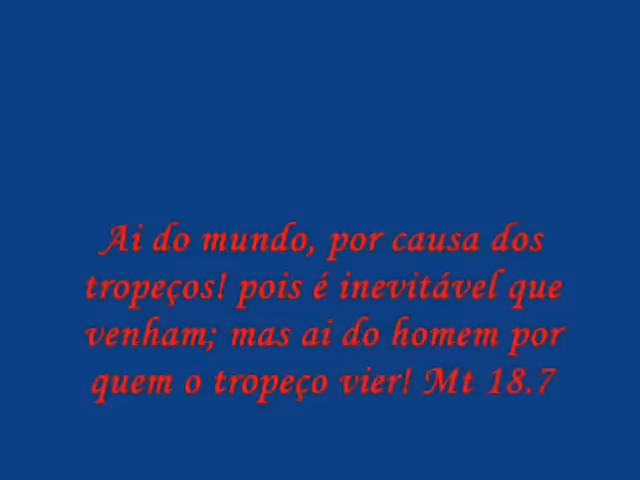 Ai do mundo, por causa dos
tropeços! pois é inevitável que
venham; mas ai do homem por
quem o tropeço vier! Mt 18.7